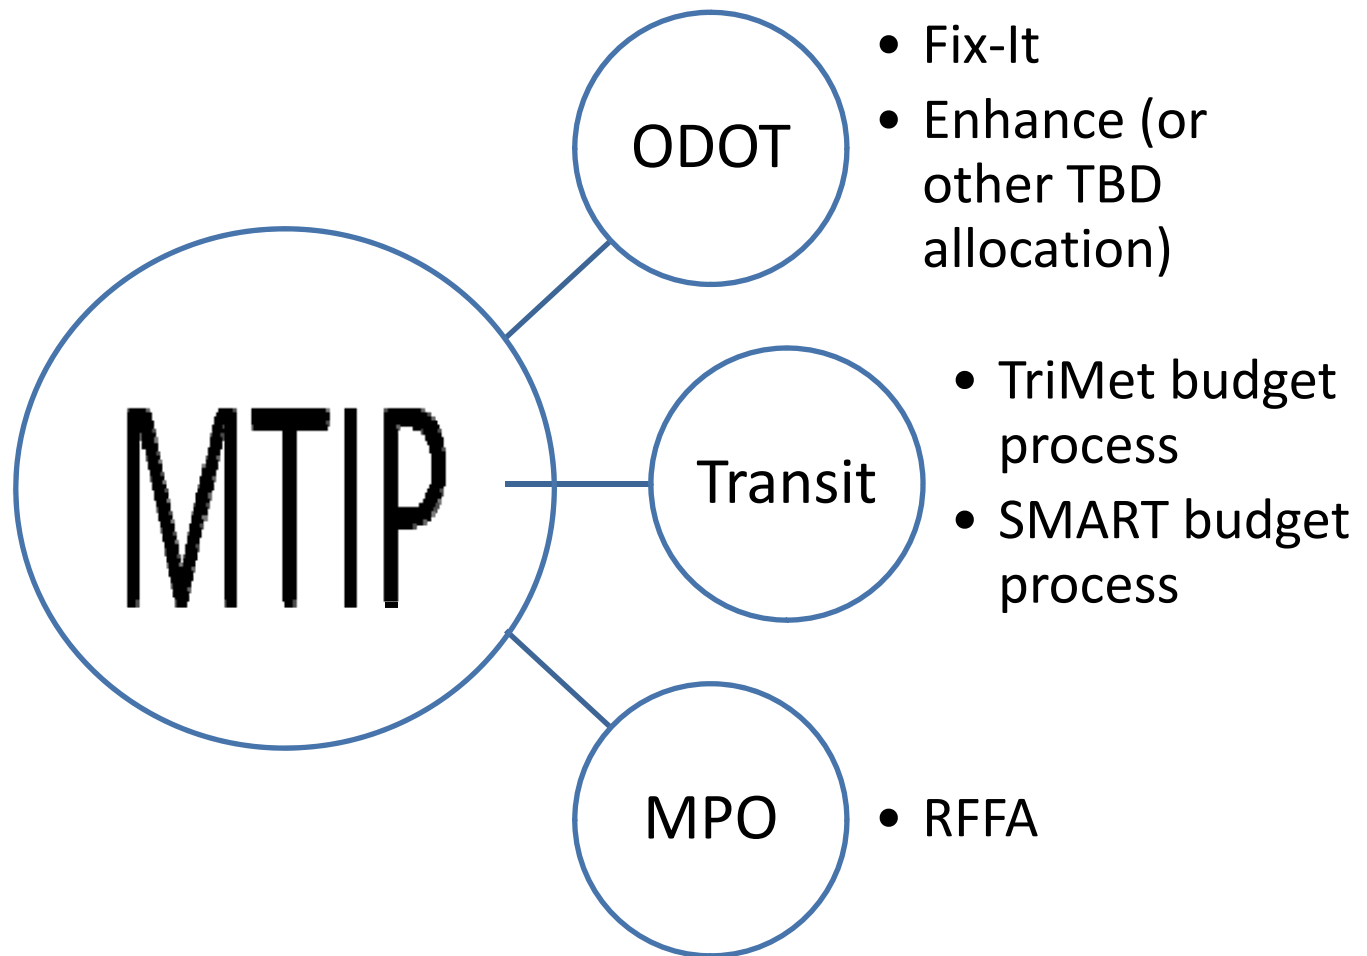 MTIP
ODOT
• Fix-It
• Enhance (or
other TBD
allocation)
Transit
• TriMet budget
process
• SMART budget
process
MPO
• RFFA